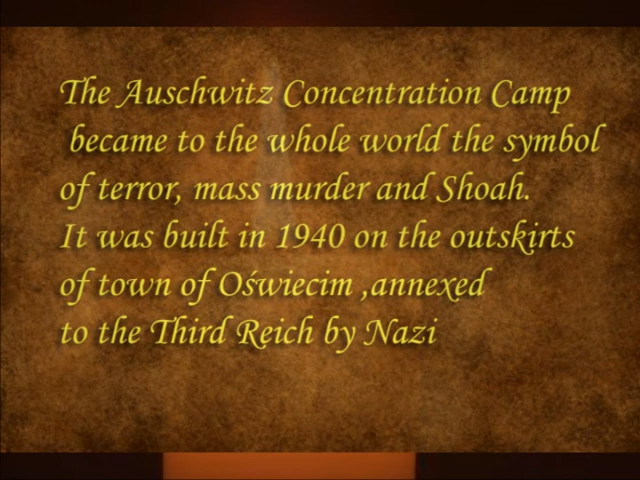 The Auschwitz Concentration Camp
became to the whole world the symbol
of terror, mass murder and Shoah.
It was built in 1940 on the outskirts
of town of Oświecim ,annexed
to the Third Reich by Nazi